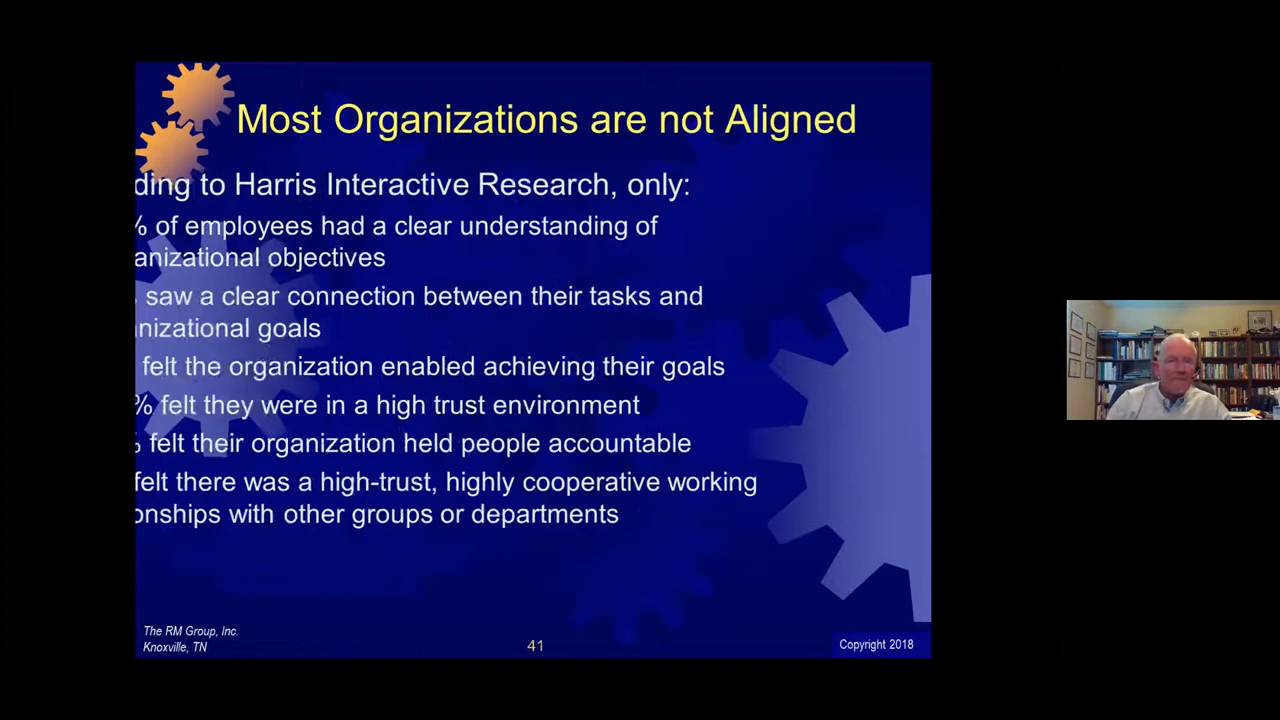 Most Organizations are not Aligned
ding to Harris Interactive Research, only:
% of employees had a clear understanding of
anizational objectives
saw a clear connection between their tasks and
nizational goals
felt the organization enabled achieving their goals
% felt they were in a high trust environment
felt their organization held people accountable
felt there was a high-trust, highly cooperative working
onships with other groups or departments
The RM Group, Inc.
Knoxville, TN
41
Copyright 2018